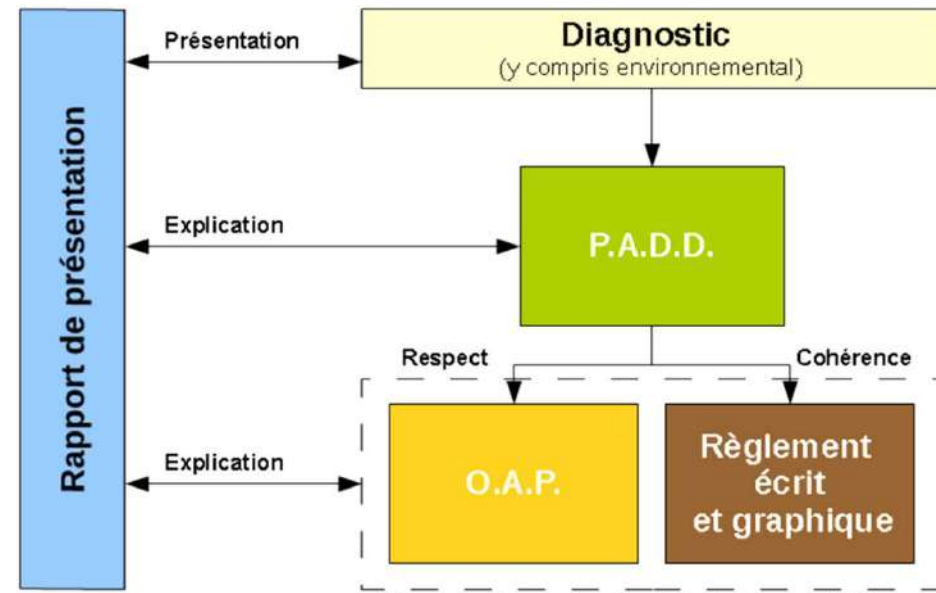 Rapport de présentation
Présentation
Diagnostic
(y compris environnemental)
Explication
P.A.D.D.
Respect
Cohérence
Explication
O.A.P.
Règlement
écrit
et graphique